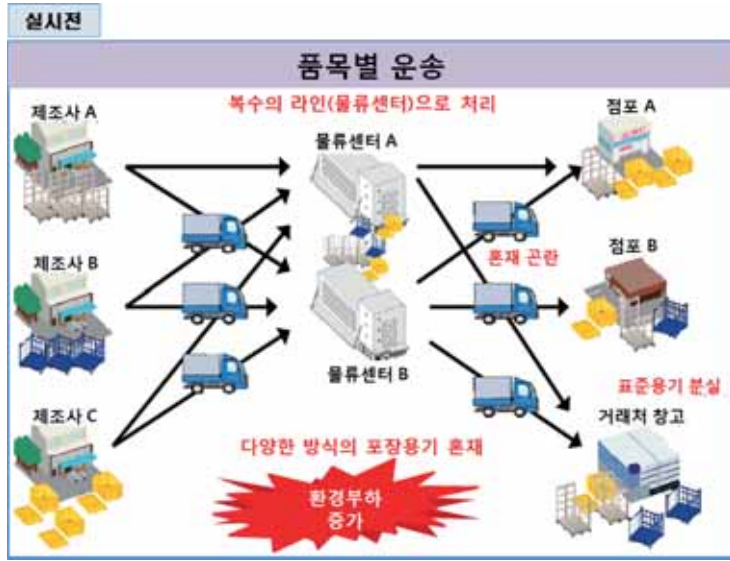 실시전
품목별 운송
복수의 라인(물류센터)으로 처리
제조사 A
물류센터 A
점포 A
혼재 곤란
제조사 B
점포 B
물류센터 B
표준용기 분실
제조사 C
거래처 창고
다양한 방식의 포장용기 혼재
환경부하
증가